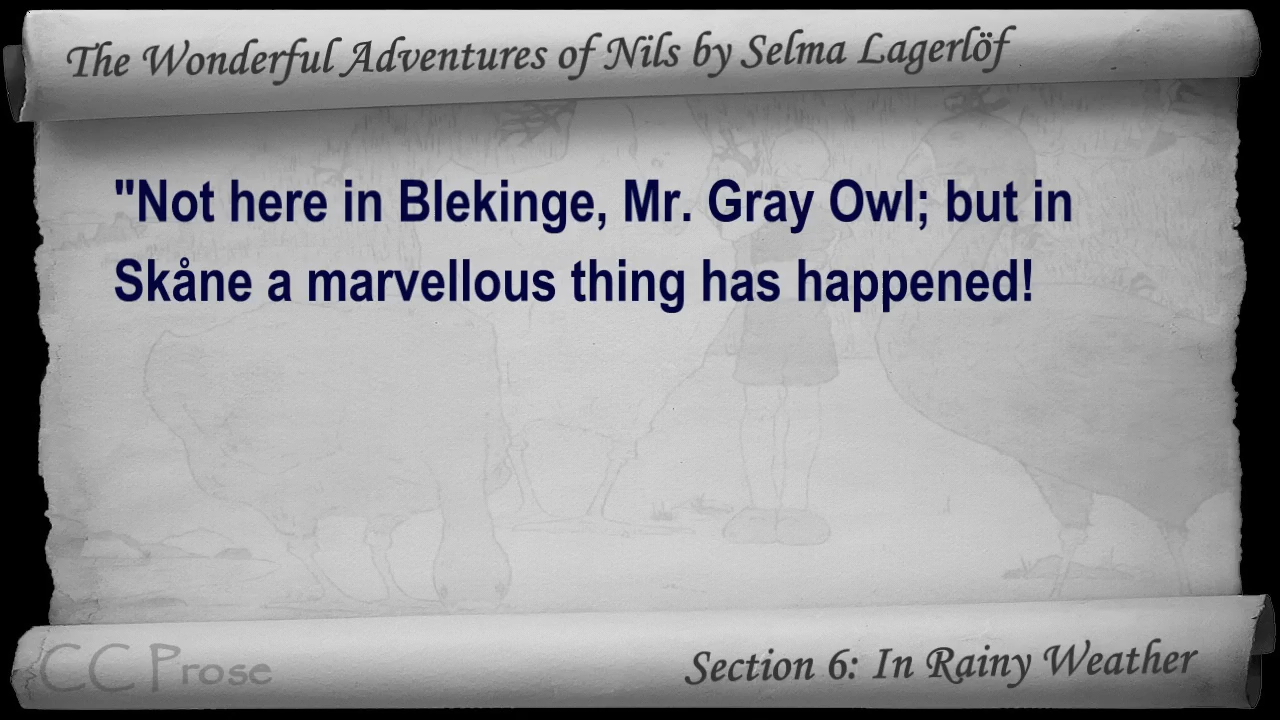 The Wonderful Adventures of Nils by Selma Lagerlöf
"Not here in Blekinge, Mr. Gray Owl; but in
Skåne a marvellous thing has happened!
CC Prose
Section 6: In Rainy Weather